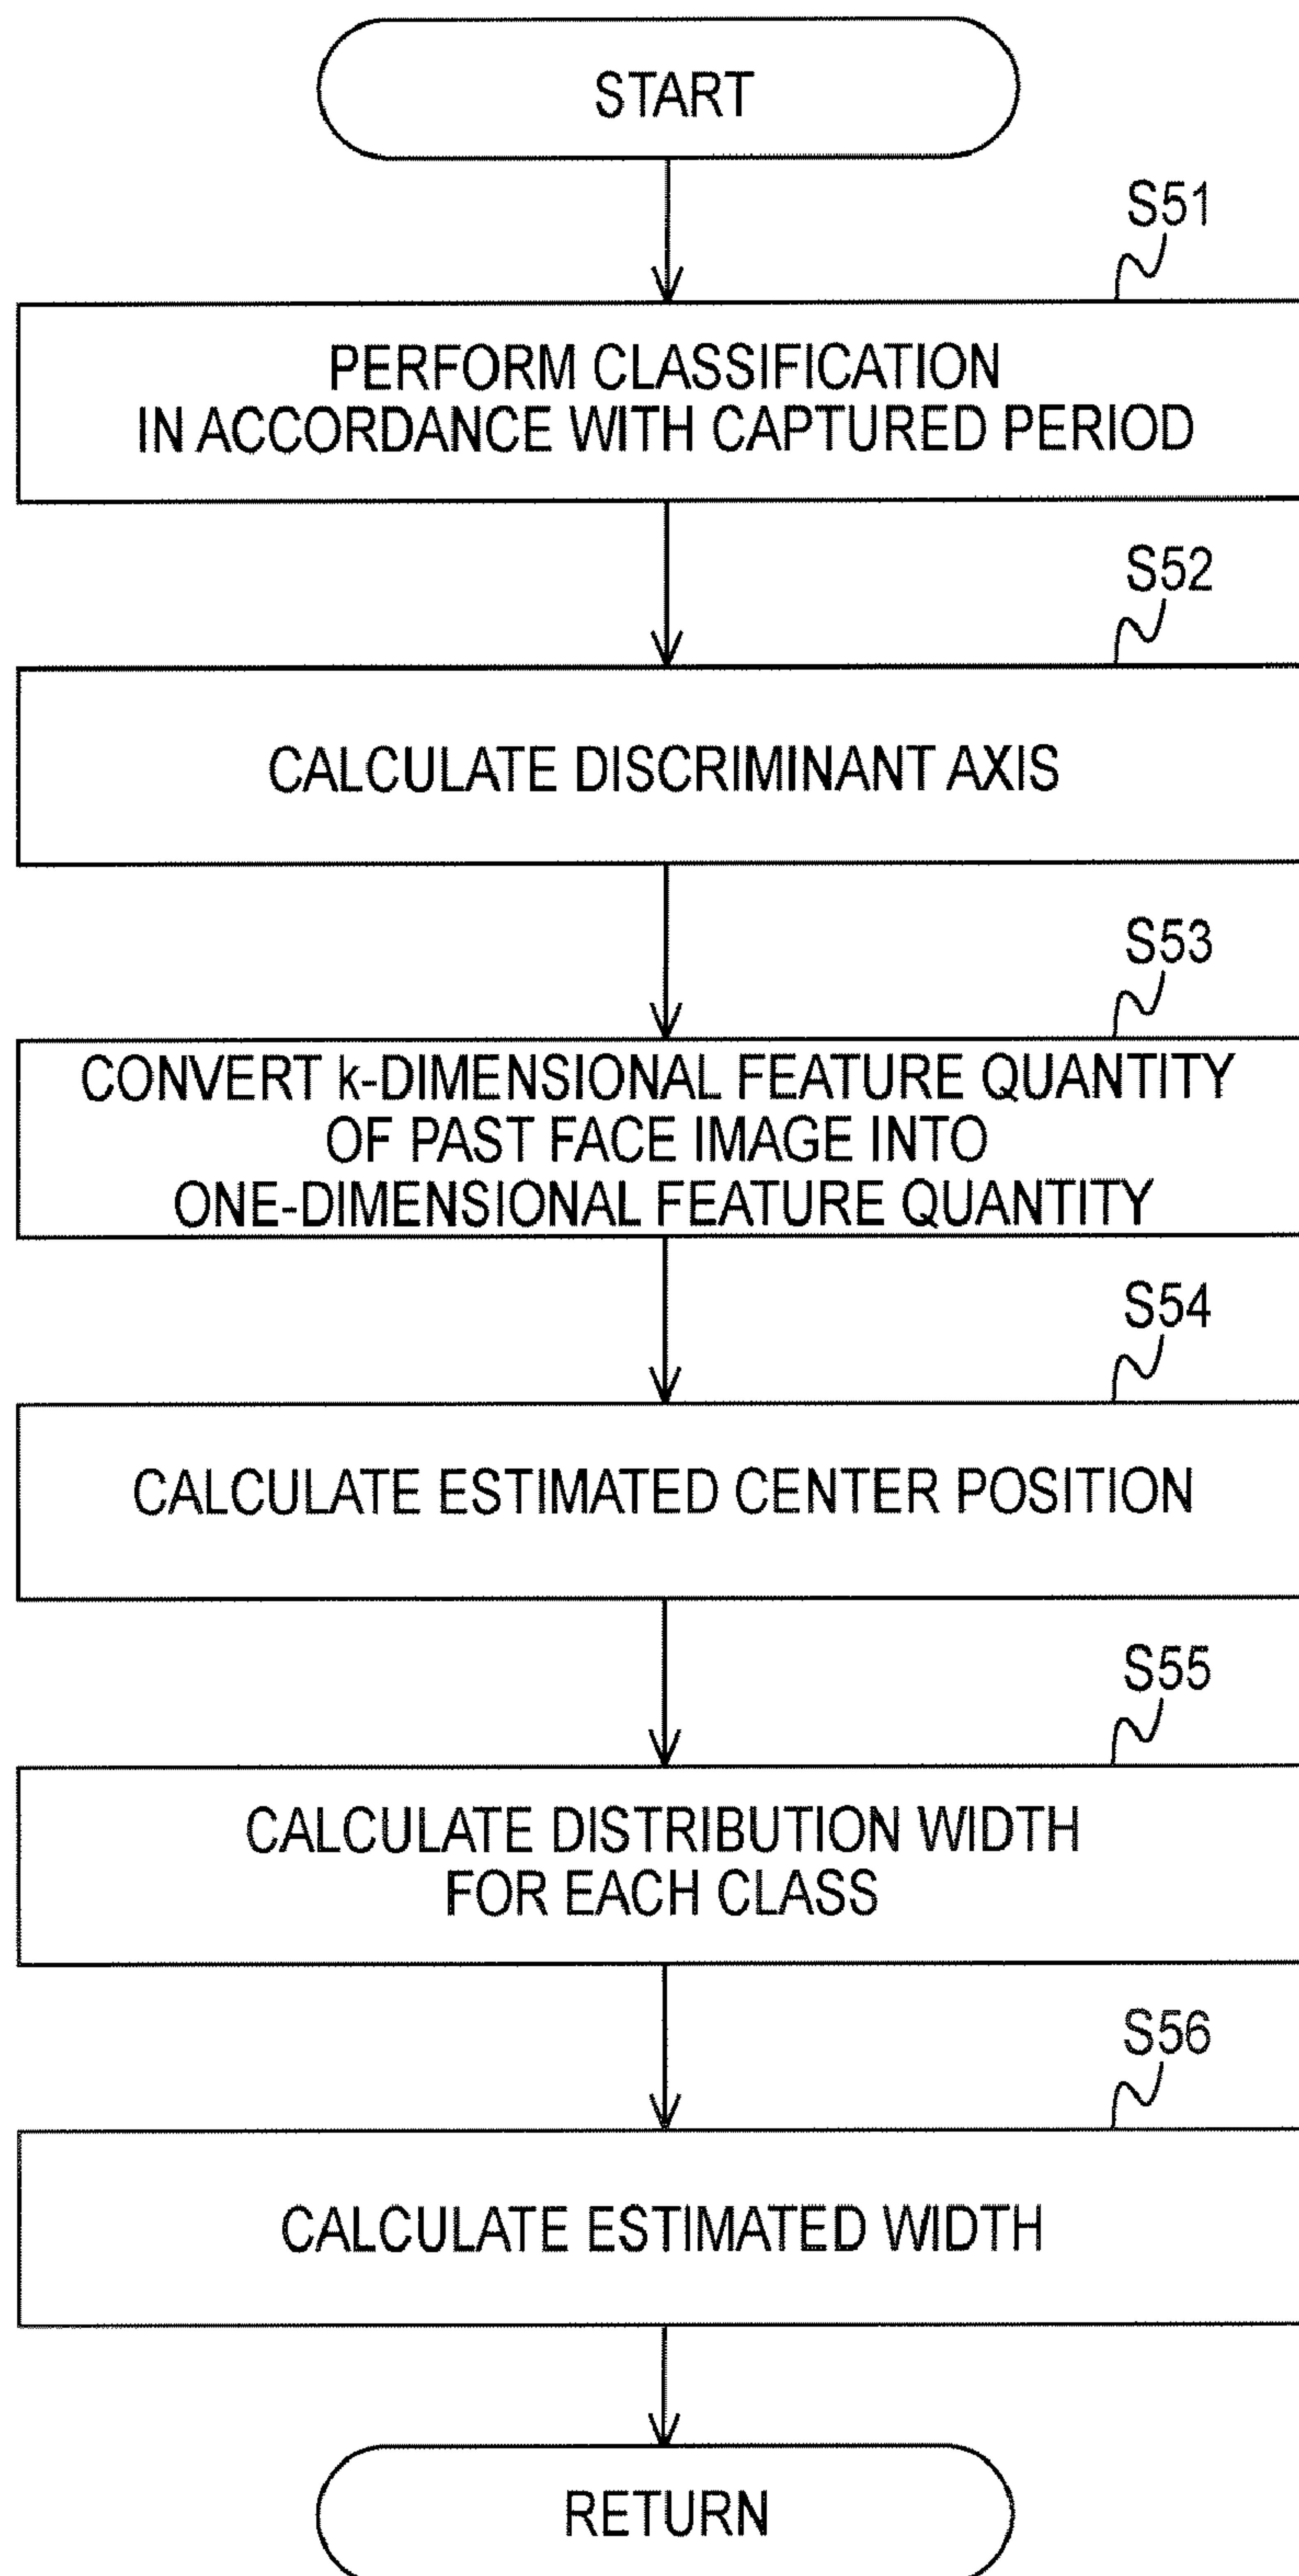 START
S51
PERFORM CLASSIFICATION
IN ACCORDANCE WITH CAPTURED PERIOD
S52
CALCULATE DISCRIMINANT AXIS
S53
CONVERT k-DIMENSIONAL FEATURE QUANTITY
OF PAST FACE IMAGE INTO
ONE-DIMENSIONAL FEATURE QUANTITY
S54
CALCULATE ESTIMATED CENTER POSITION
S55
CALCULATE DISTRIBUTION WIDTH
FOR EACH CLASS
S56
CALCULATE ESTIMATED WIDTH
RETURN